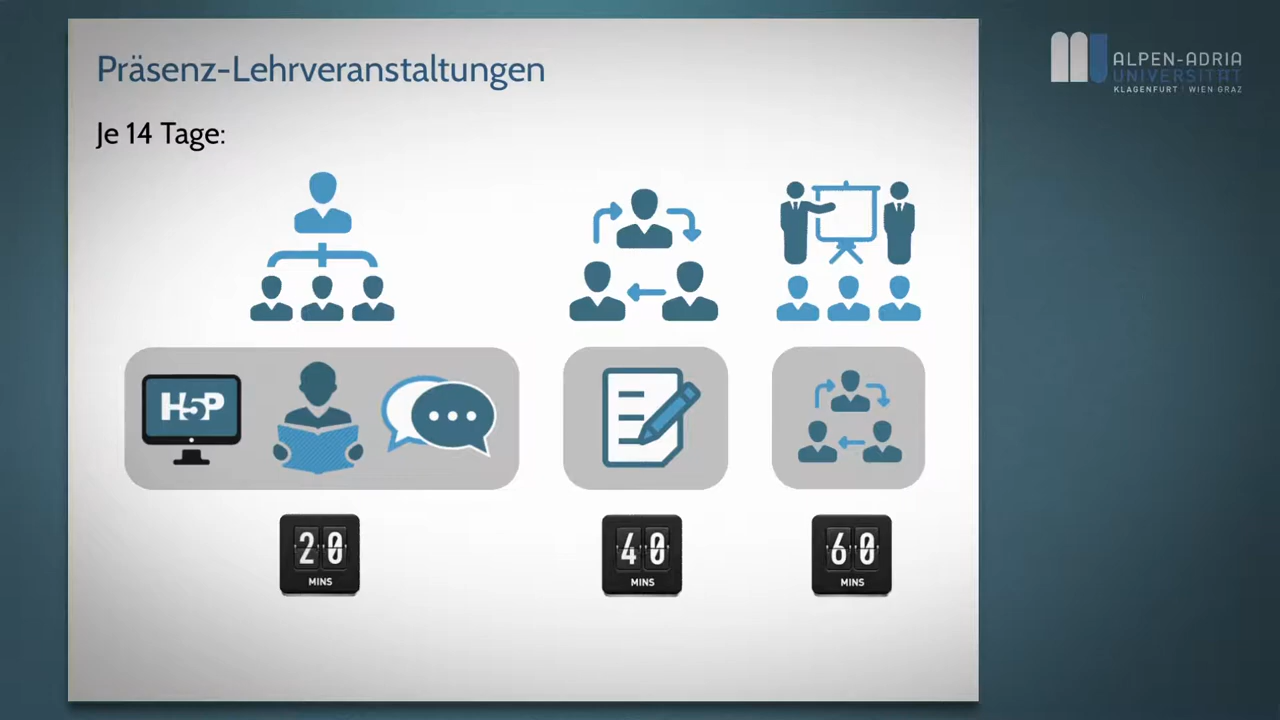 Präsenz-Lehrveranstaltungen
Je 14 Tage:
H5P
20
MINS
40
MINS
60
MINS
ALPEN-ADRIA
UNIVERSITÄT
KLAGENFURT | WIEN GRAZ